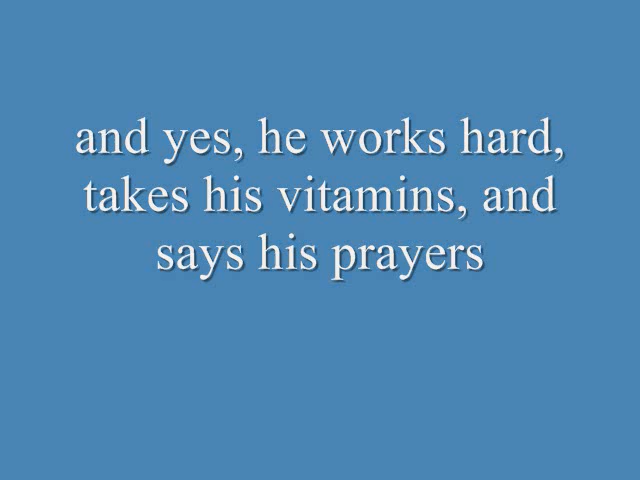 and yes, he works hard,
takes his vitamins, and
says his prayers